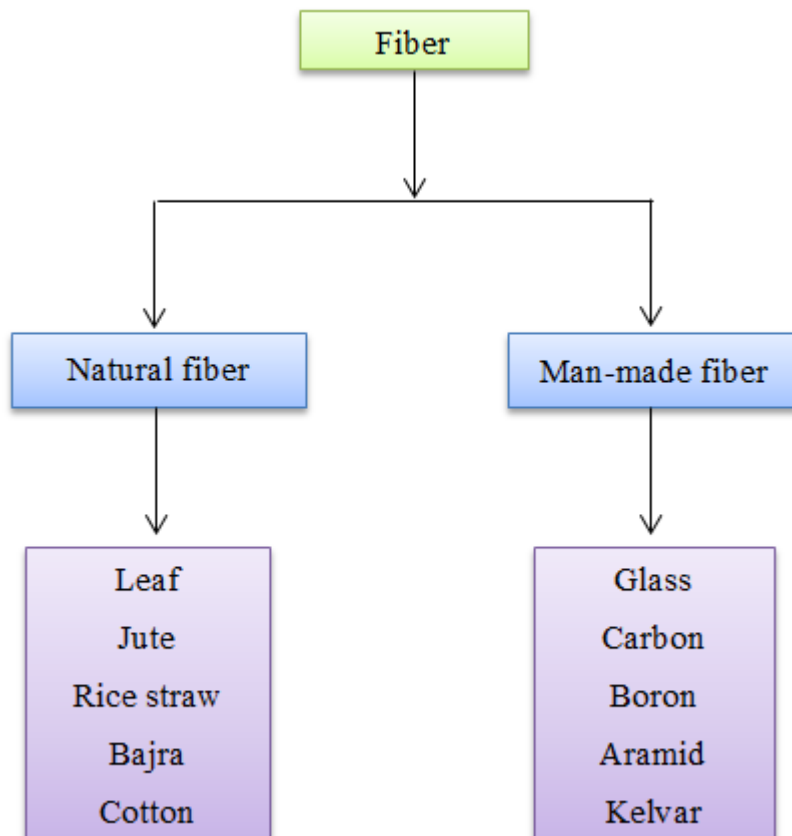 Fiber
Natural fiber
Man-made fiber
Leaf
Jute
Rice straw
Bajra
Cotton
Glass
Carbon
Boron
Aramid
Kelvar